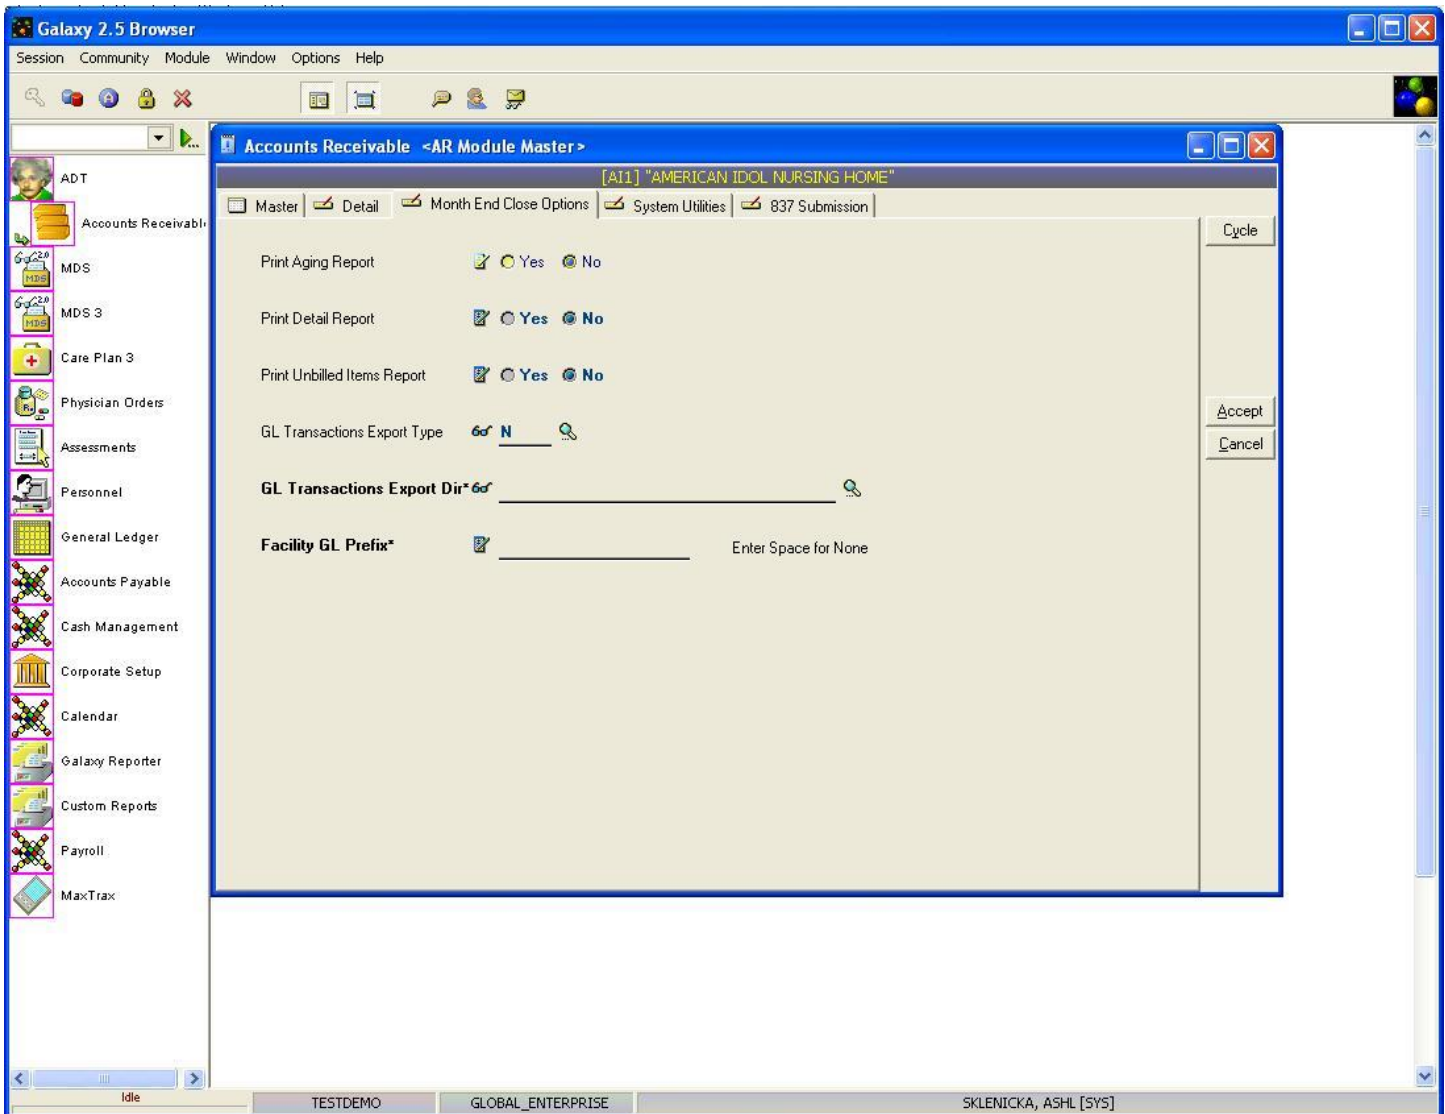 Galaxy 2.5 Browser
Session Community Module Window Options Help
Accounts Receivable <AR Module Master>
[AI1] "AMERICAN IDOL NURSING HOME"
Master Detail Month End Close Options System Utilities 837 Submission
Cycle
Accept
Cancel
Print Aging Report Yes No
Print Detail Report Yes No
Print Unbilled Items Report Yes No
GL Transactions Export Type N
GL Transactions Export Dir*
Facility GL Prefix* Enter Space for None
ADT
Accounts Receivabl
MDS
MDS 3
Care Plan 3
Physician Orders
Assessments
Personnel
General Ledger
Accounts Payable
Cash Management
Corporate Setup
Calendar
Galaxy Reporter
Custom Reports
Payroll
MaxTrax
Idle TESTDEMO GLOBAL_ENTERPRISE SKLENICKA, ASHL [SYS]